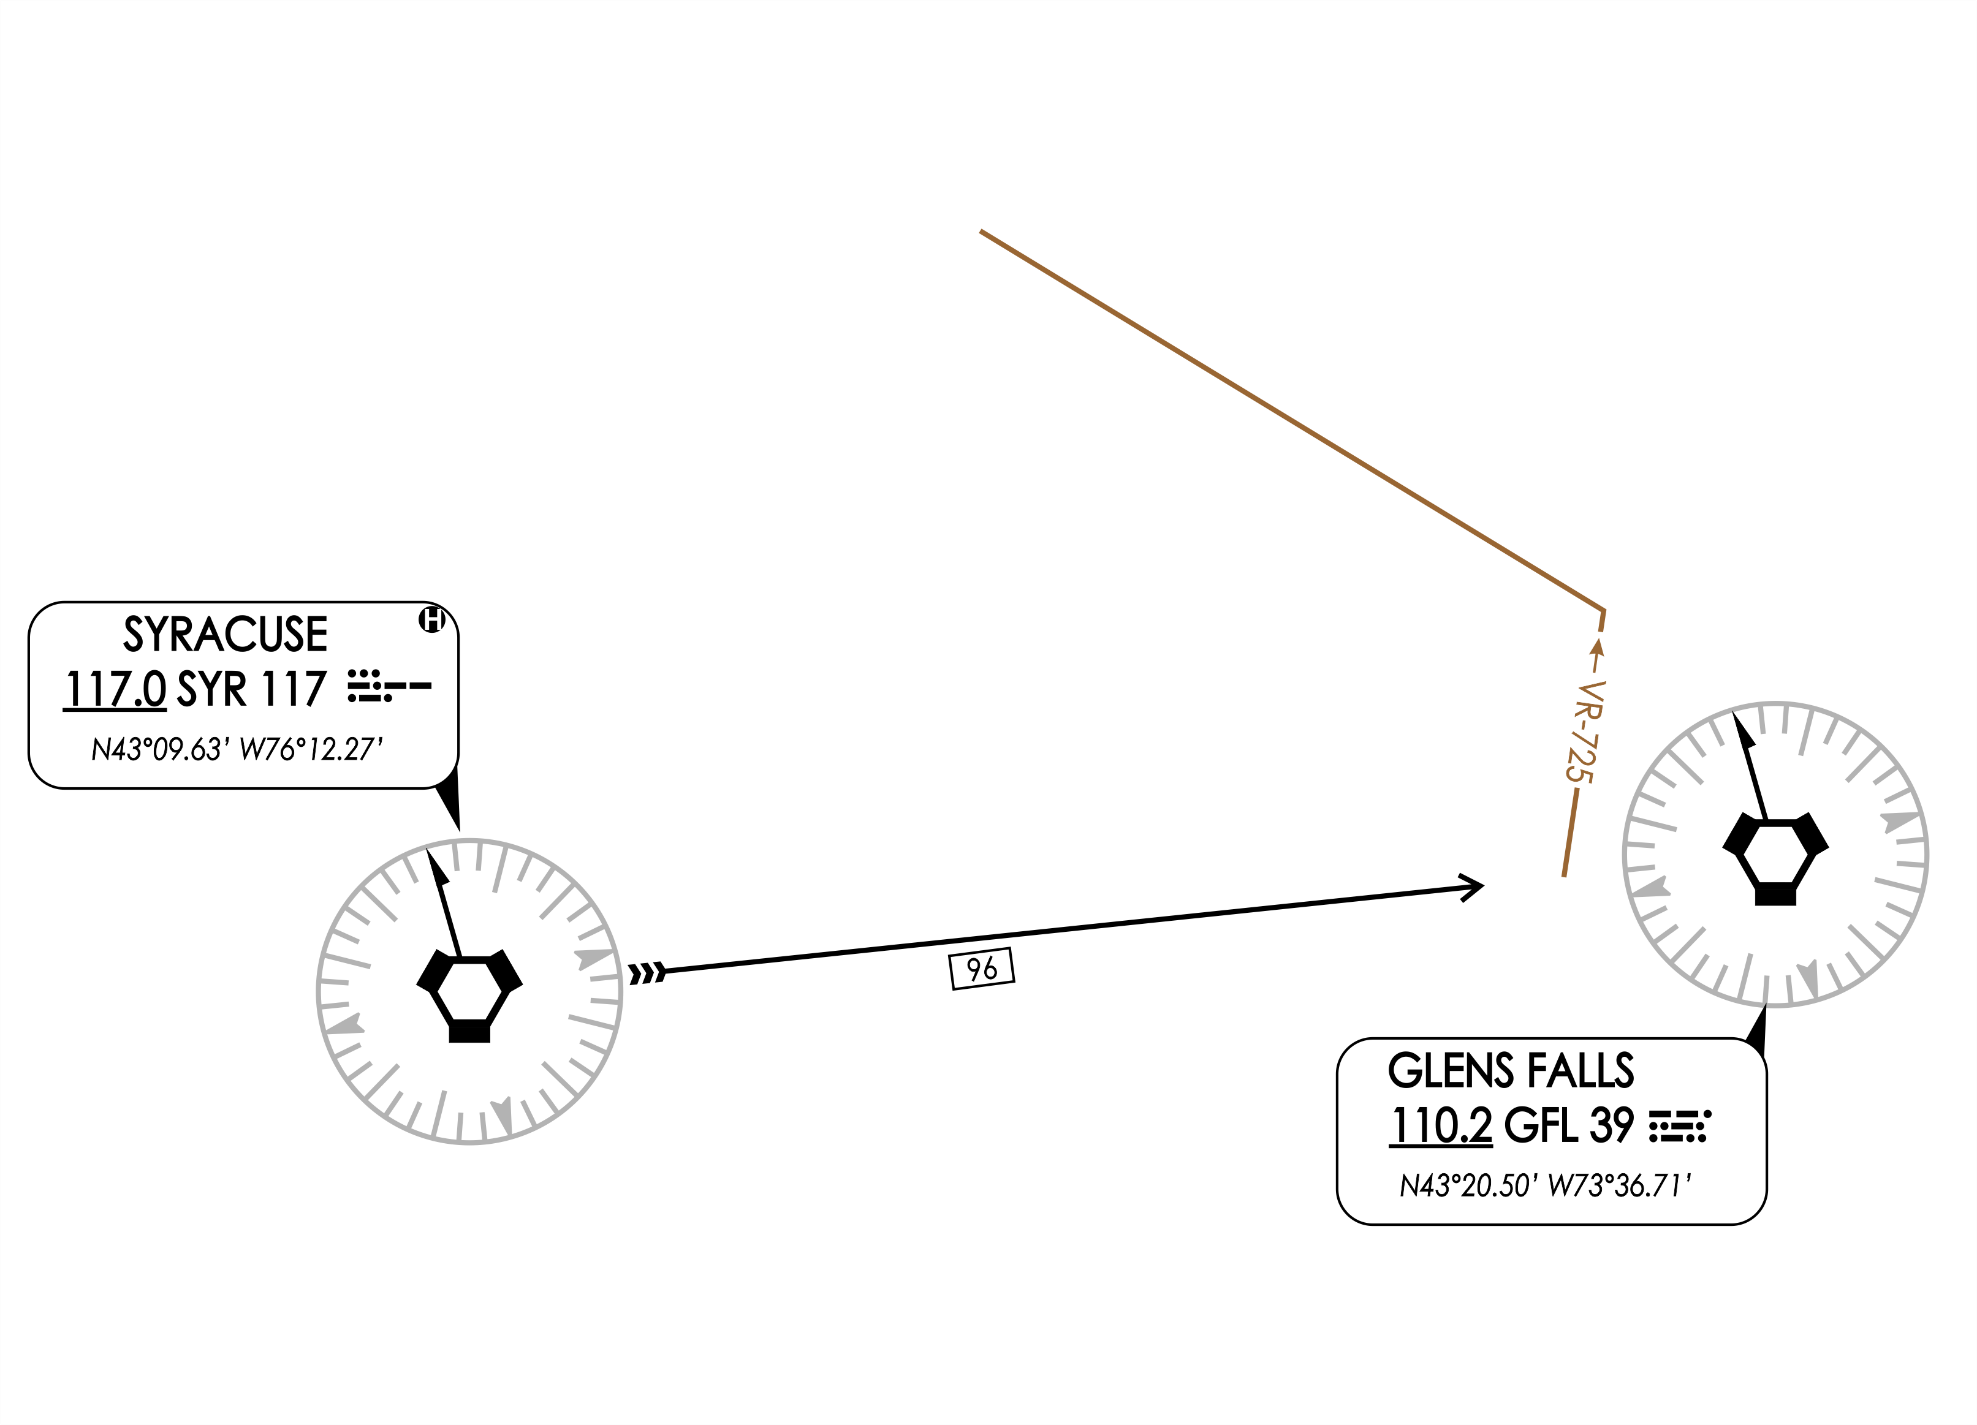 SYRACUSE
H
117.0 SYR 117
N43°09.63' W76°12.27'
VR-725
96
GLENS FALLS
110.2 GFL 39
N43°20.50' W73°36.71'